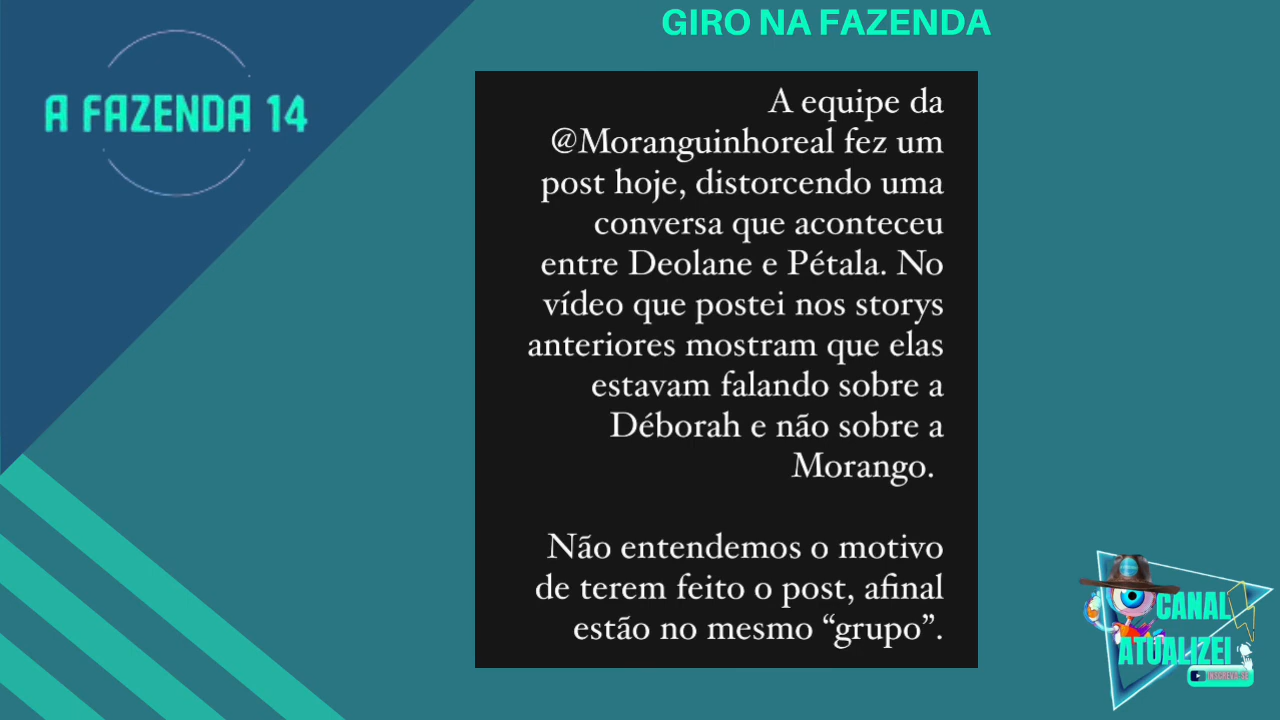 GIRO NA FAZENDA
A FAZENDA 14
A equipe da
@Moranguinhoreal fez um
post hoje, distorcendo uma
conversa que aconteceu
entre Deolane e Pétala. No
vídeo que postei nos storys
anteriores mostram que elas
estavam falando sobre a
Déborah e não sobre a
Morango.
Não entendemos o motivo
de terem feito o post, afinal
estão no mesmo “grupo”.
CANAL
ATUALIZEI
INSCREVA-SE